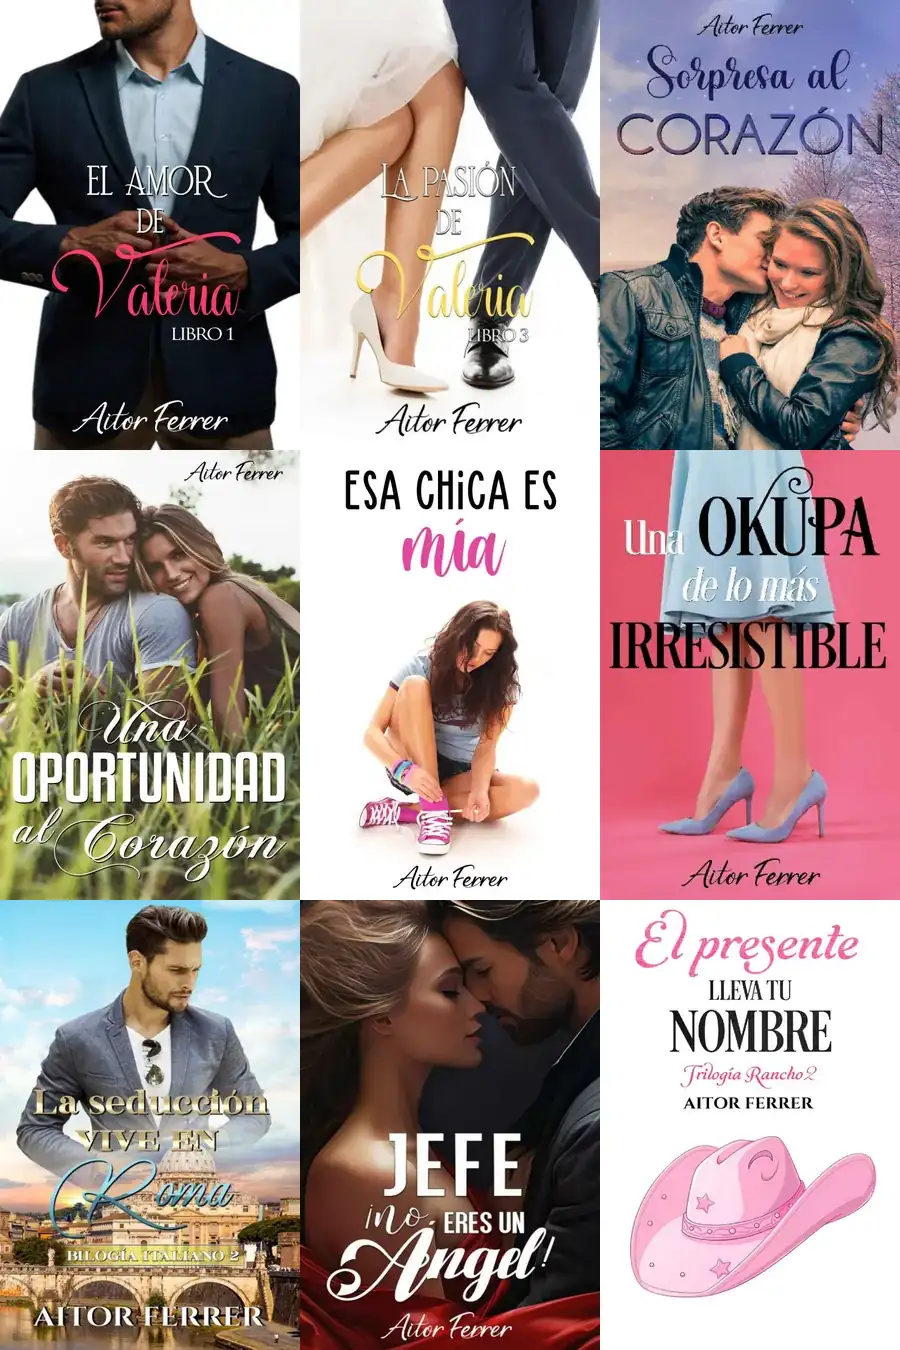 EL AMOR
DE
Valeria
LIBRO 1
Aitor Ferrer
LA PASIÓN
DE
Valeria
LIBRO 3
Aitor Ferrer
Aitor Ferrer
Sorpresa al
CORAZÓN
Aitor Ferrer
Una
OPORTUNIDAD
al Corazón
ESA CHiCA ES
mía
Aitor Ferrer
Una OKUPA
de lo más
IRRESISTIBLE
Aitor Ferrer
La seducción
VIVE EN
Roma
BILOGÍA ITALIANO 2
AITOR FERRER
JEFE
¡no ERES UN
Ángel!
Aitor Ferrer
El presente
LLEVA TU
NOMBRE
Trilogía Rancho 2
AITOR FERRER